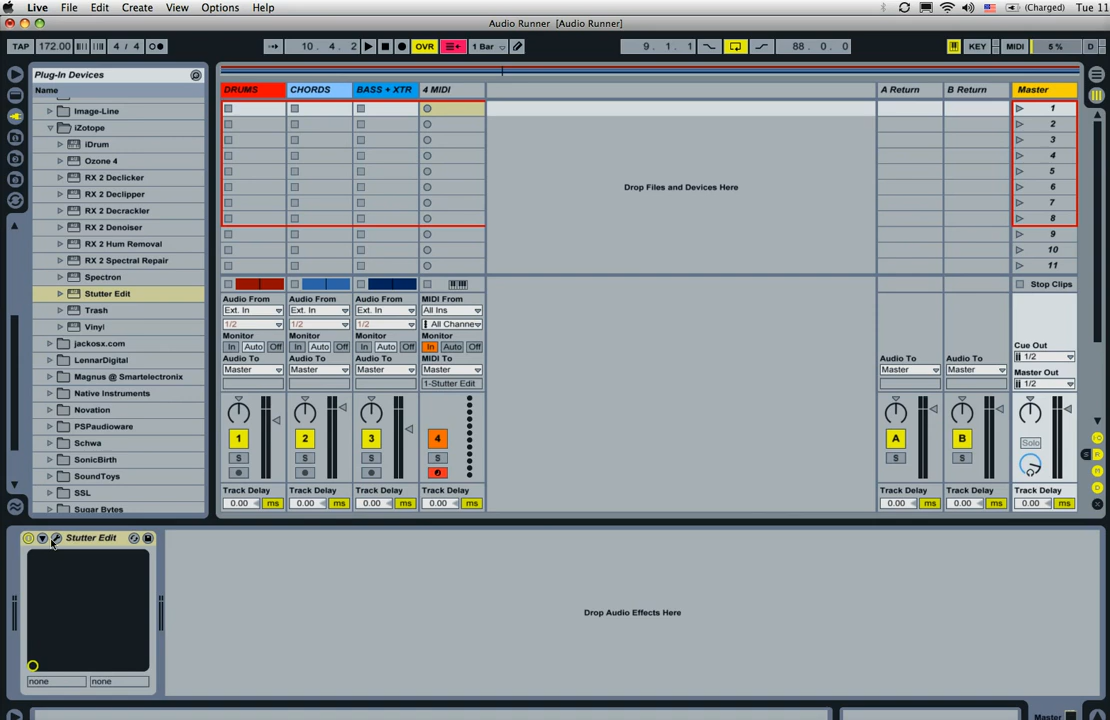 Live File Edit Create View Options Help (Charged) Tue 11
Audio Runner [Audio Runner]
TAP 172.00 4 / 4 10. 4. 2 OVR 1 Bar 9. 1. 1 88. 0. 0 KEY MIDI 5 % D
Plug-In Devices
Name
Image-Line
iZotope
iDrum
Ozone 4
RX 2 Declicker
RX 2 Declipper
RX 2 Decrackler
RX 2 Denoiser
RX 2 Hum Removal
RX 2 Spectral Repair
Spectron
Stutter Edit
Trash
Vinyl
jackosx.com
LennarDigital
Magnus @ Smartelectronix
Native Instruments
Novation
PSPaudioware
Schwa
SonicBirth
SoundToys
SSL
Sugar Bytes
DRUMS CHORDS BASS + XTR 4 MIDI A Return B Return Master
1
2
3
4
5
6
7
8
9
10
11
Drop Files and Devices Here
Stop Clips
Audio From Audio From Audio From MIDI From
Ext. In Ext. In Ext. In All Ins
1/2 1/2 1/2 All Channe
Monitor Monitor Monitor Monitor
In Auto Off In Auto Off In Auto Off In Auto Off
Audio To Audio To Audio To MIDI To Audio To Audio To
Master Master Master Master Master Master
1-Stutter Edit
Cue Out
1/2
Master Out
1/2
1 2 3 4 A B Solo
S S S S S S
Track Delay Track Delay Track Delay Track Delay Track Delay Track Delay Track Delay
0.00 ms 0.00 ms 0.00 ms 0.00 ms 0.00 ms 0.00 ms 0.00 ms
Stutter Edit
none none
Drop Audio Effects Here
Master